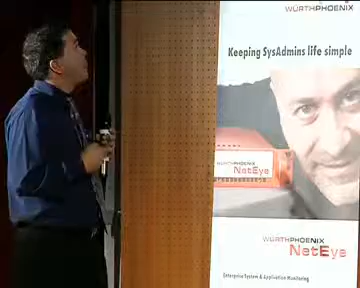 WÜRTHPHOENIX
Keeping SysAdmins life simple
WÜRTHPHOENIX
NetEye
WÜRTHPHOENIX
NetEye
Enterprise System & Application Monitoring